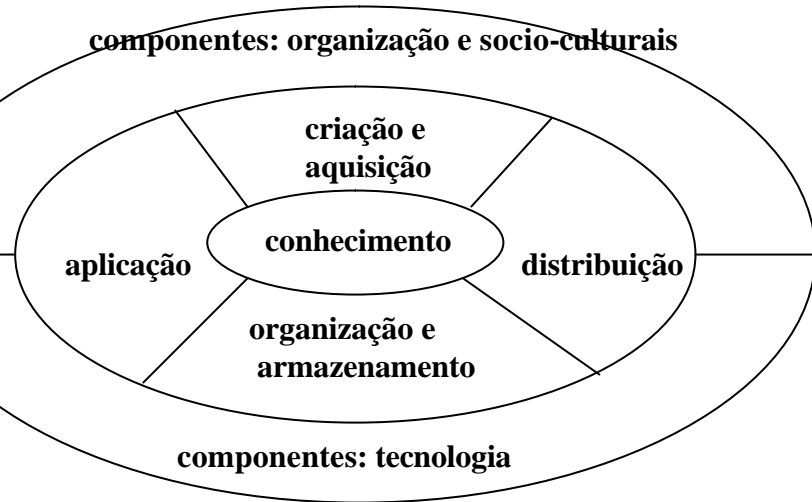 componentes: organização e socio-culturais
criação e
aquisição
conhecimento
aplicação
distribuição
organização e
armazenamento
componentes: tecnologia